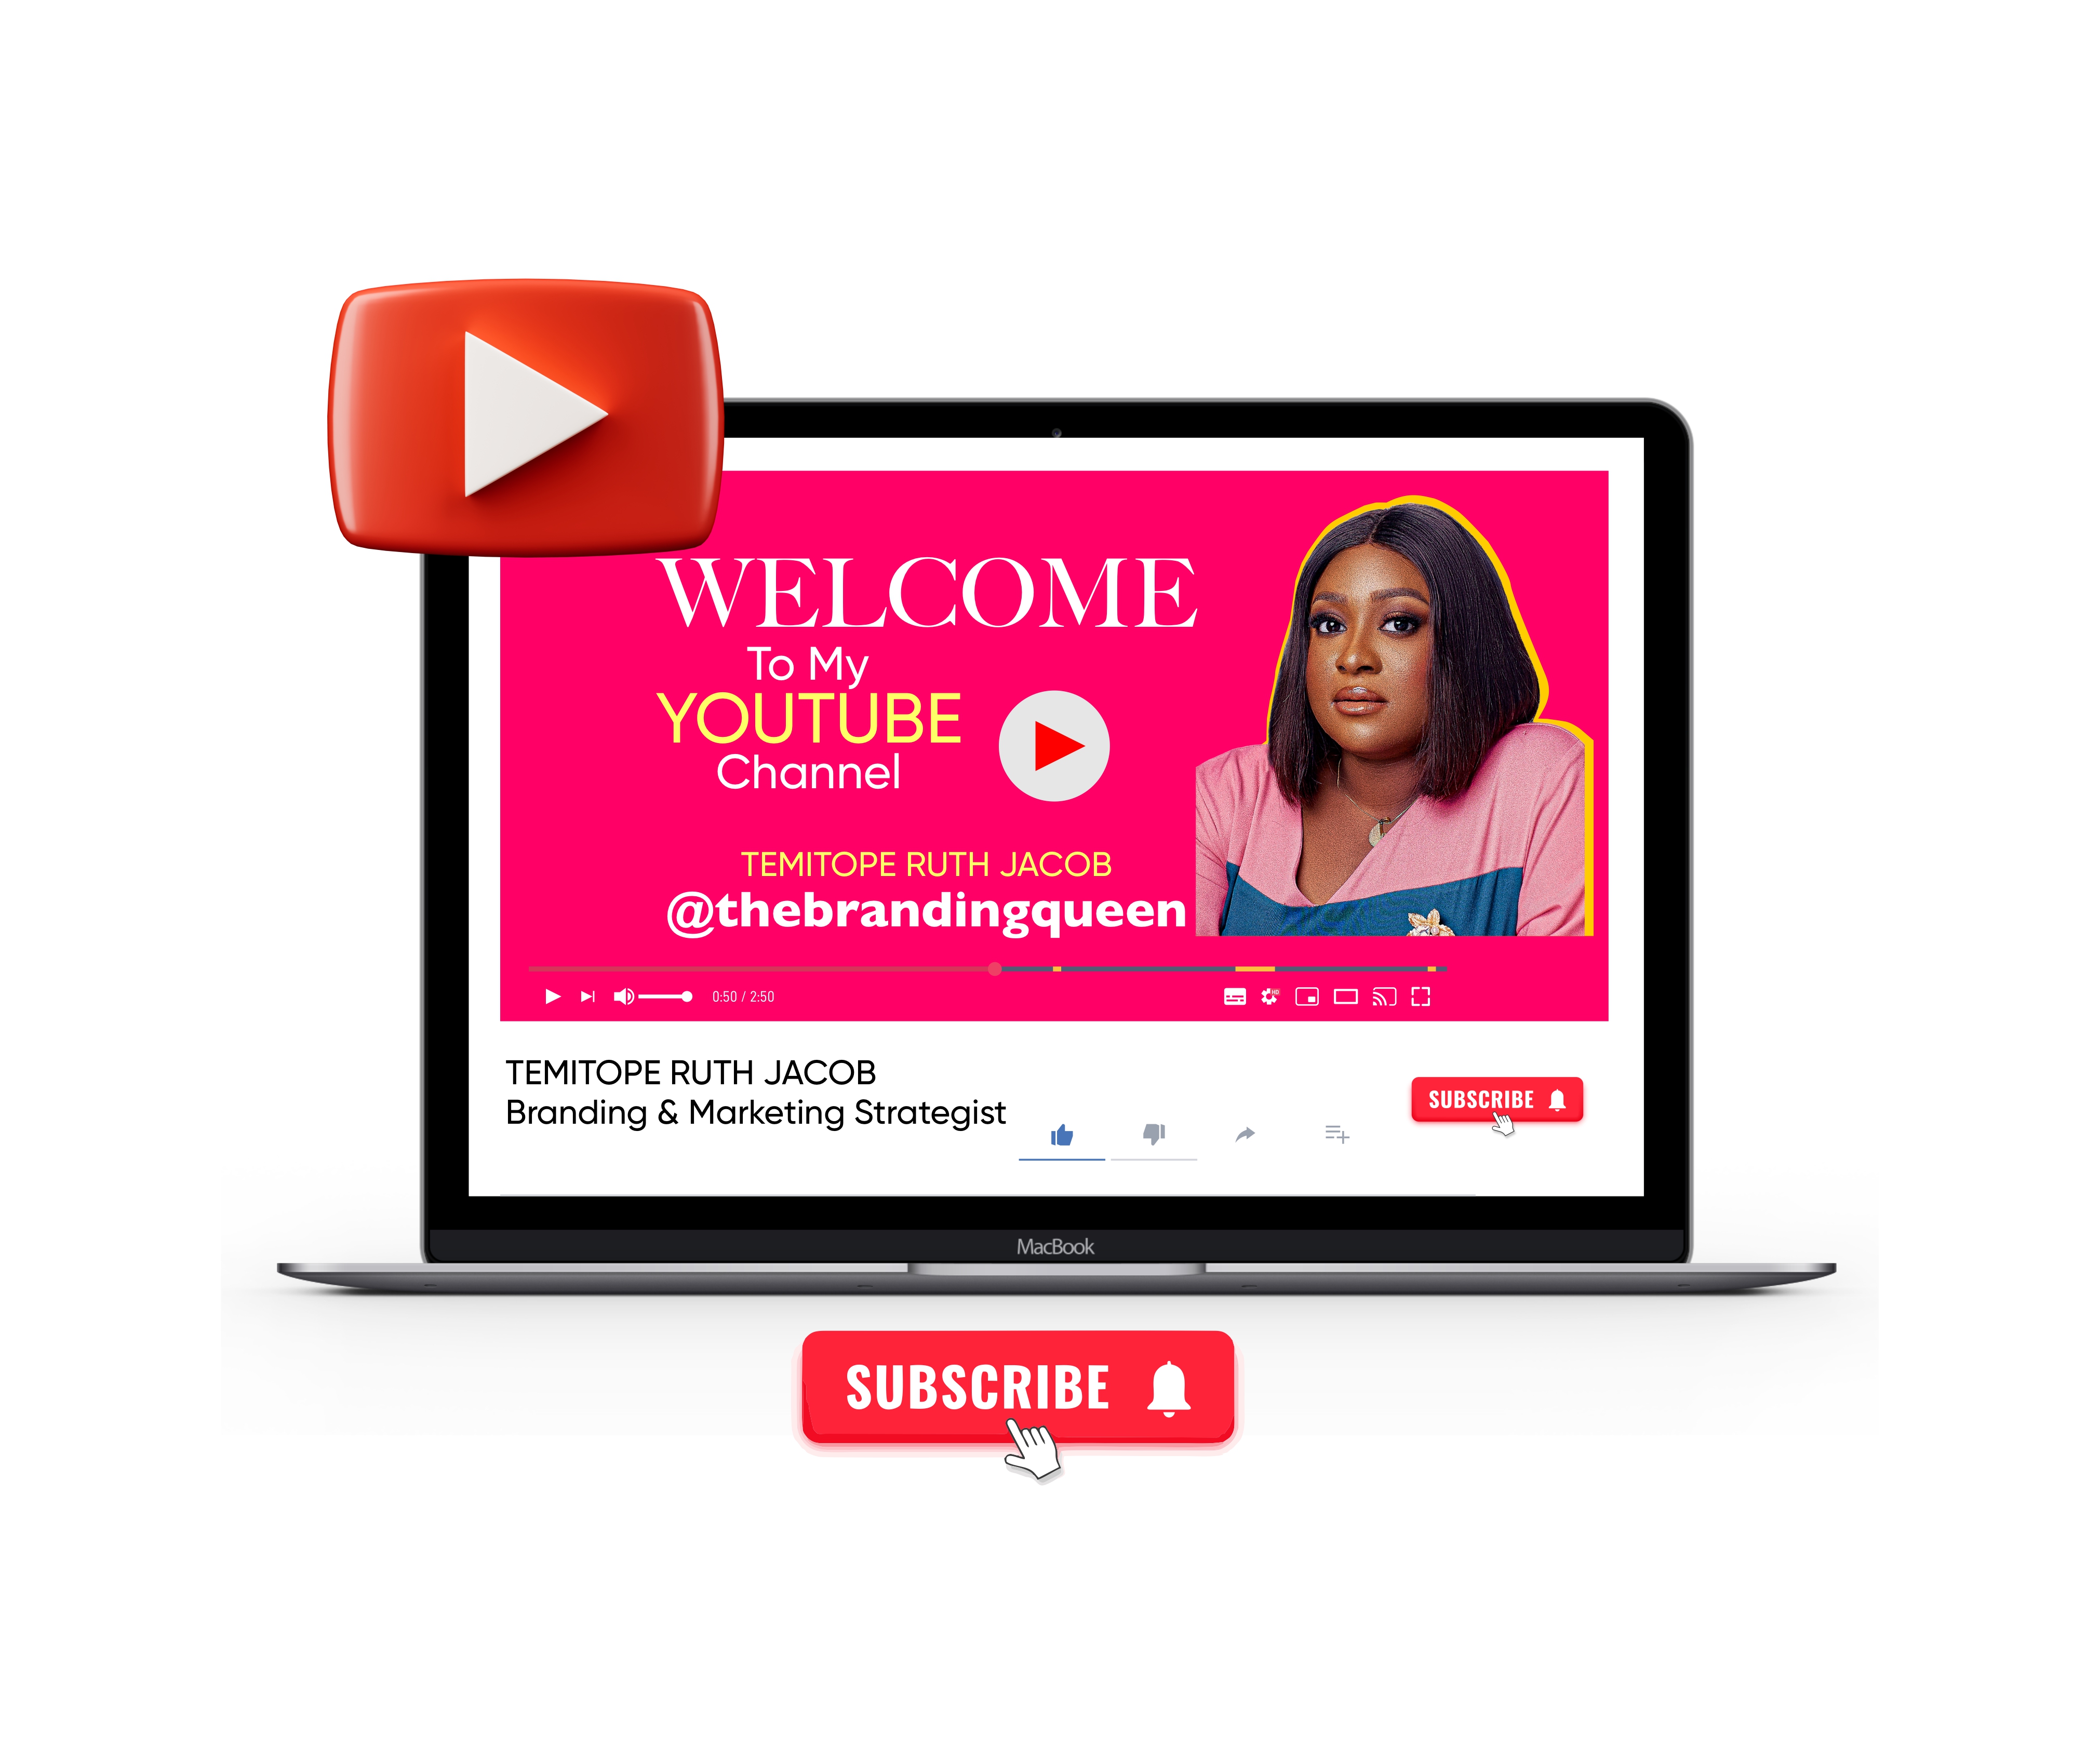 WELCOME
To My
YOUTUBE
Channel
TEMITOPE RUTH JACOB
@thebrandingqueen
0:50 / 2:50
HD
TEMITOPE RUTH JACOB
Branding & Marketing Strategist
SUBSCRIBE
MacBook
SUBSCRIBE